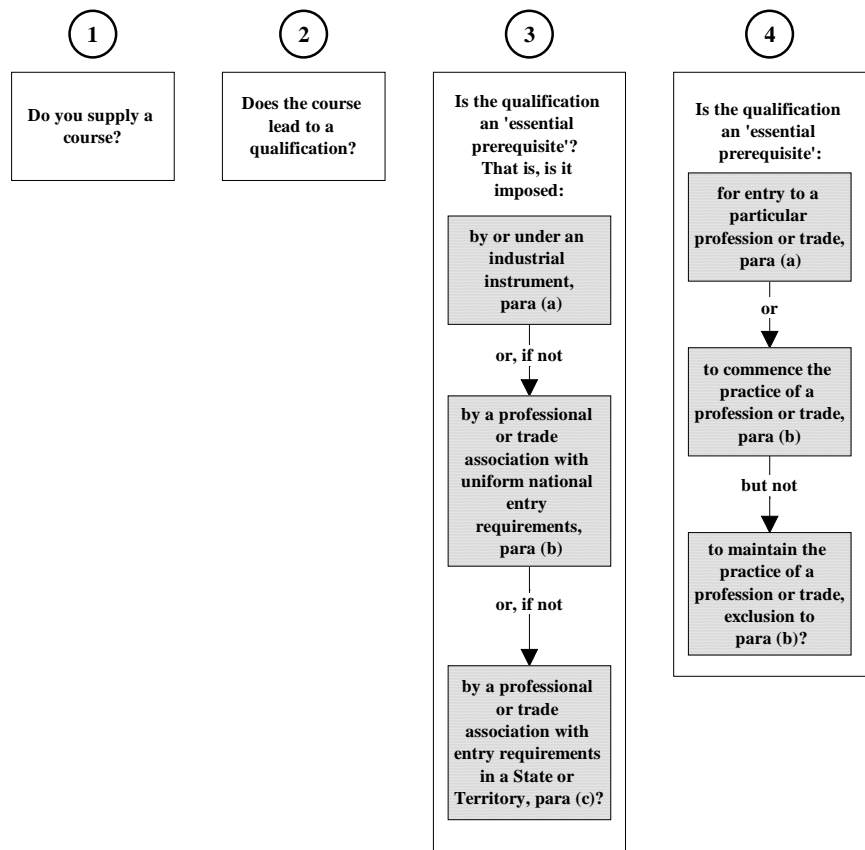 1
Do you supply a
course?
2
Does the course
lead to a
qualification?
3
Is the qualification
an 'essential
prerequisite'?
That is, is it
imposed:
by or under an
industrial
instrument,
para (a)
or, if not
by a professional
or trade
association with
uniform national
entry
requirements,
para (b)
or, if not
by a professional
or trade
association with
entry requirements
in a State or
Territory, para (c)?
4
Is the qualification
an 'essential
prerequisite':
for entry to a
particular
profession or trade,
para (a)
or
to commence the
practice of a
profession or trade,
para (b)
but not
to maintain the
practice of a
profession or trade,
exclusion to
para (b)?